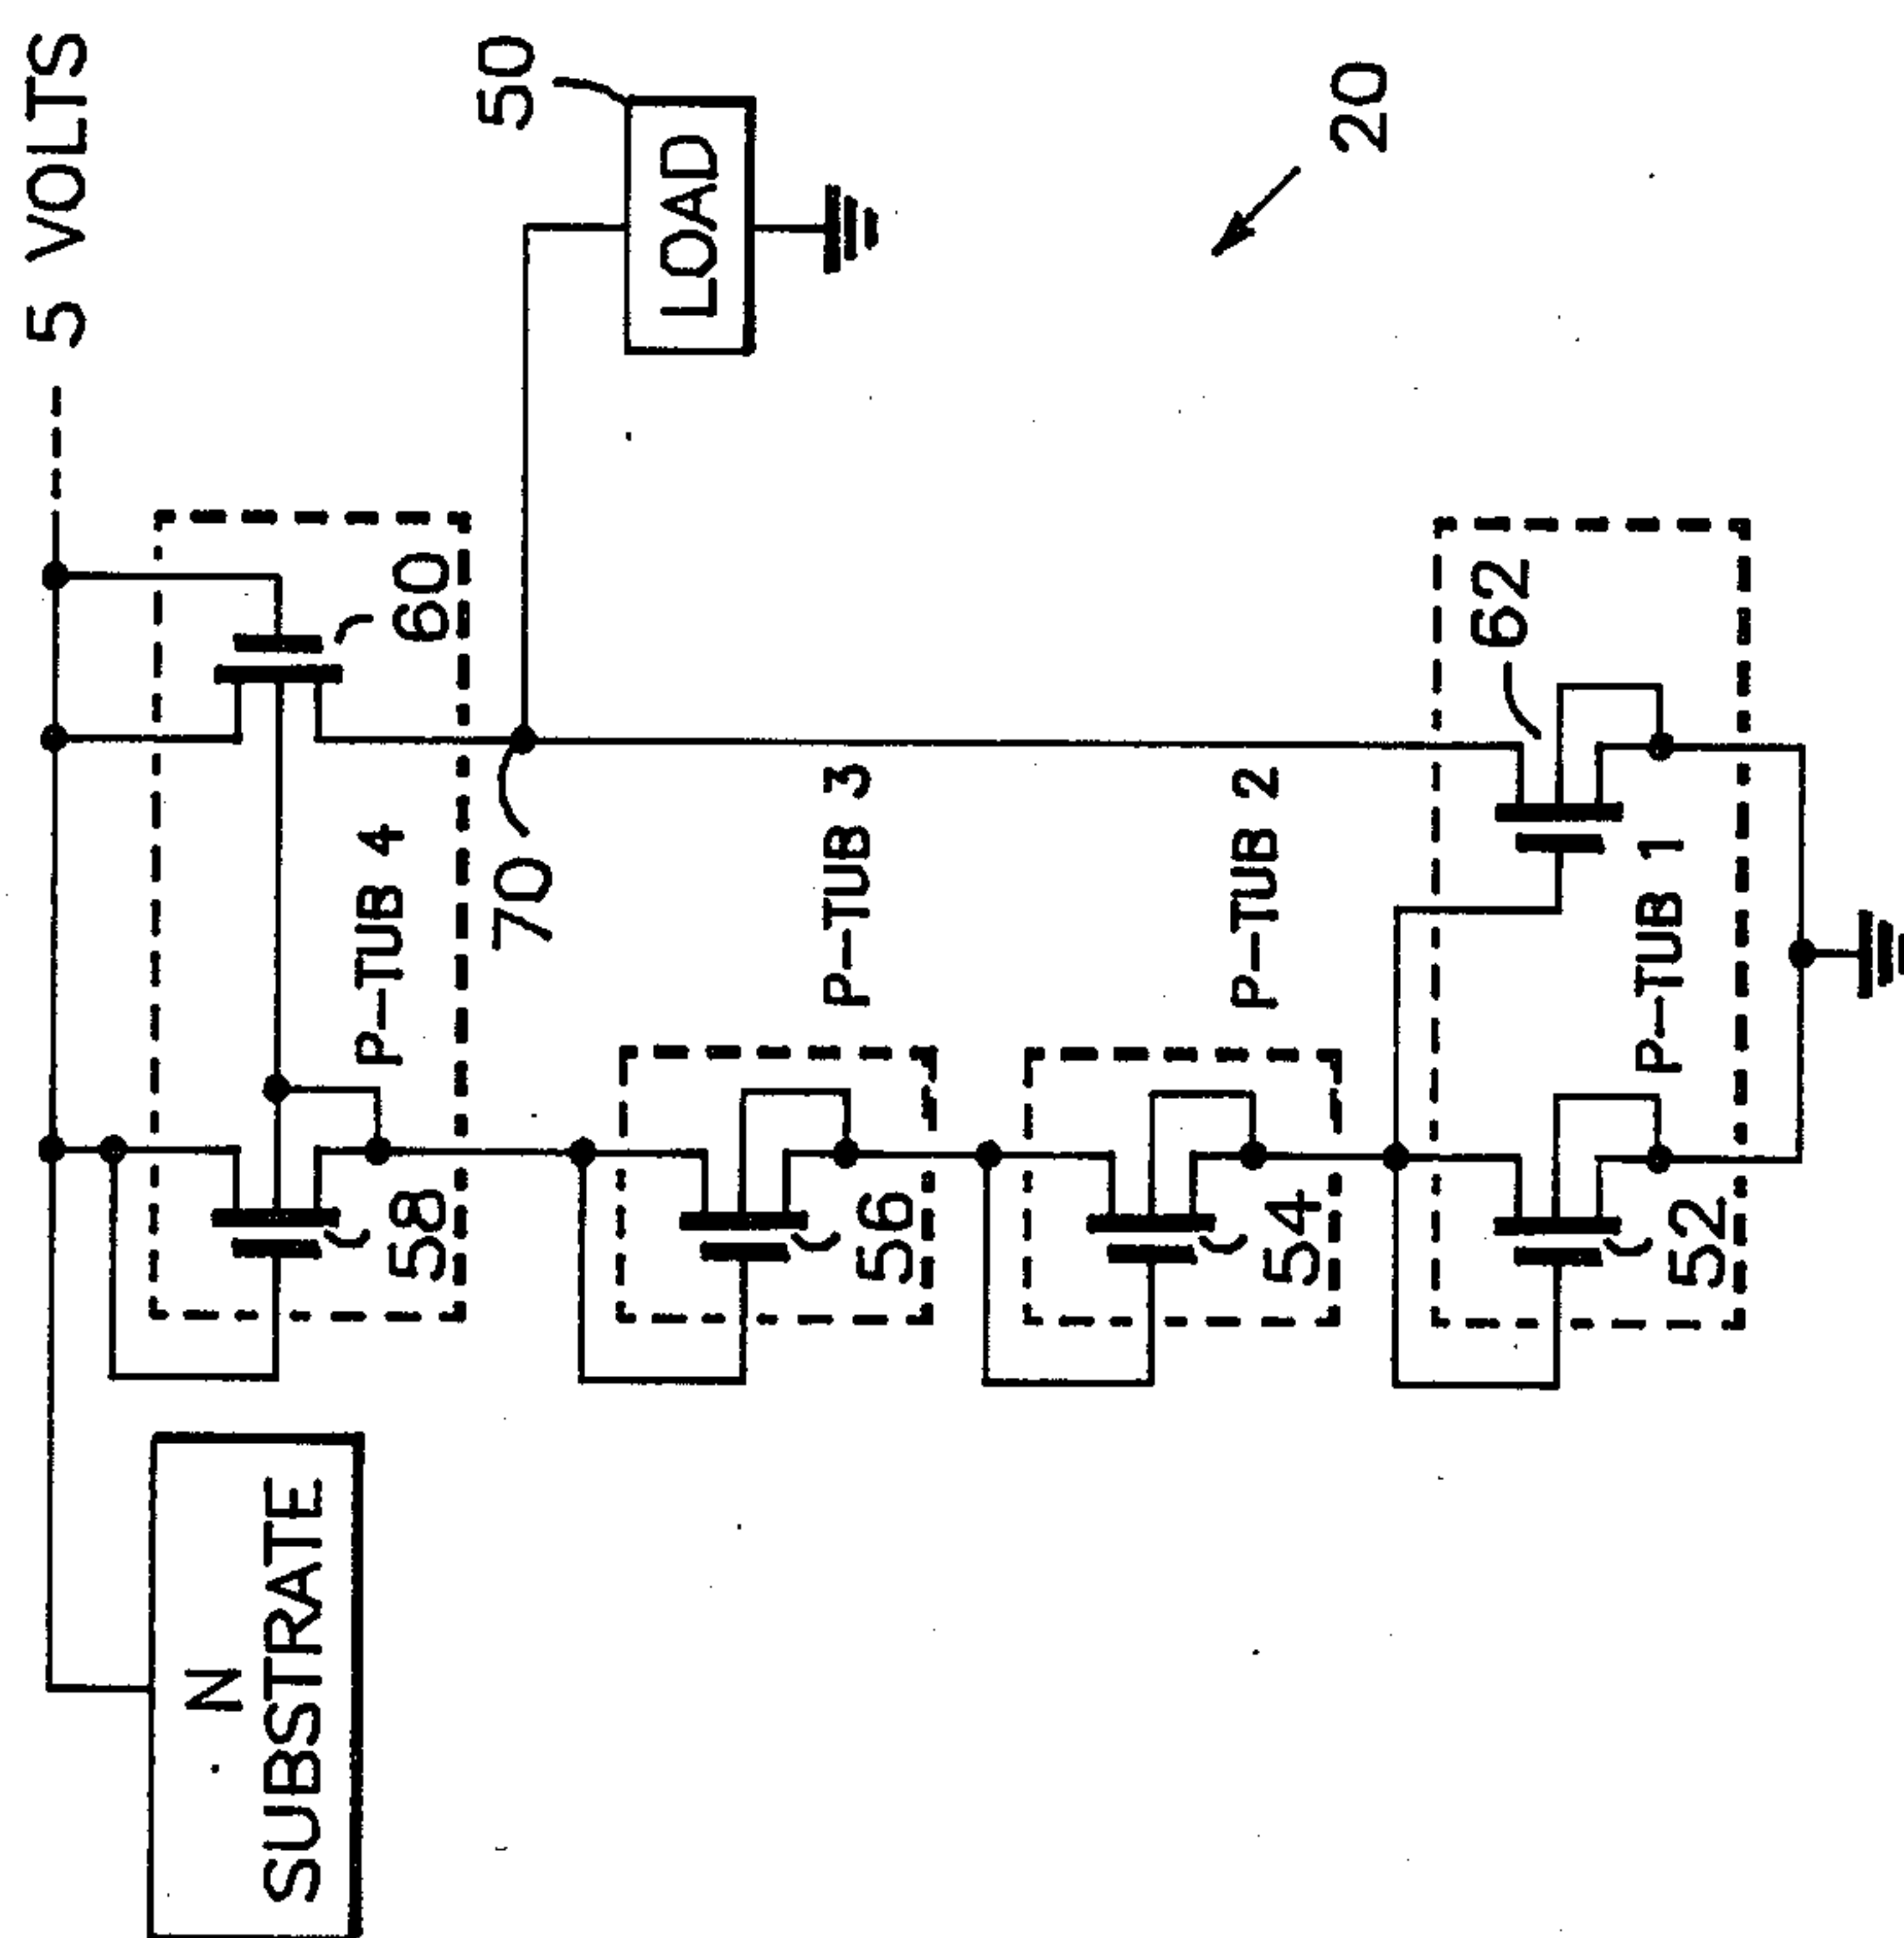 5 VOLTS
N
SUBSTRATE
58
P-TUB 4
60
70
50
LOAD
56
P-TUB 3
54
P-TUB 2
20
62
52
P-TUB 1